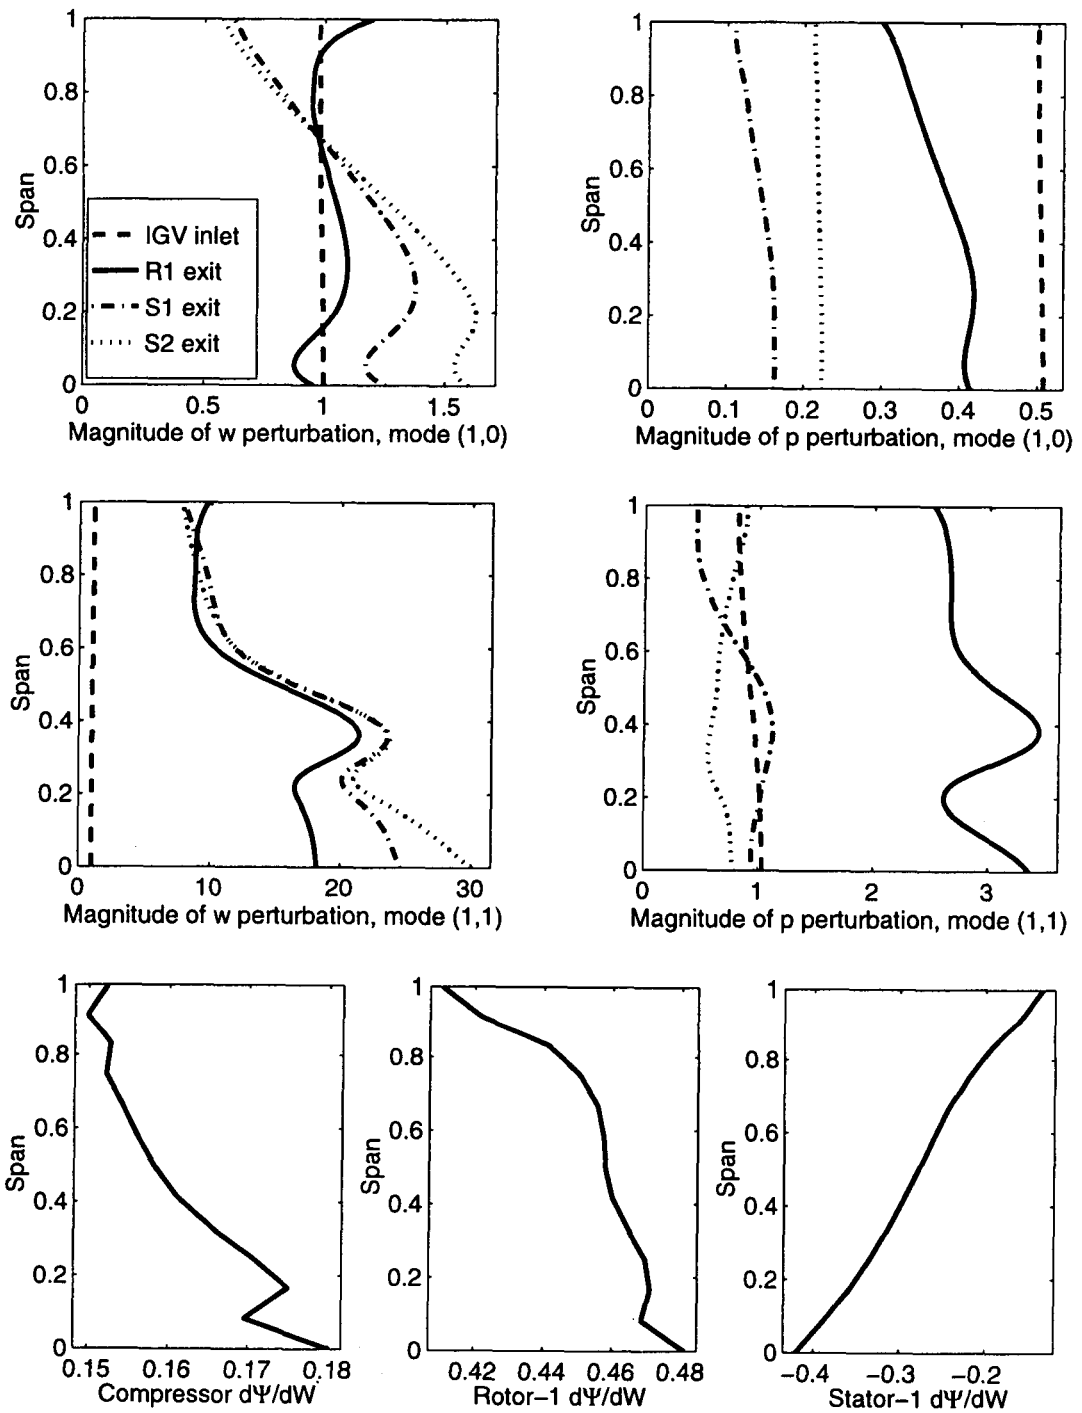 1
0.8
0.6
0.4
0.2
0
Span
IGV inlet
R1 exit
S1 exit
S2 exit
0 0.5 1 1.5
Magnitude of w perturbation, mode (1,0)
1
0.8
0.6
0.4
0.2
0
Span
0 0.1 0.2 0.3 0.4 0.5
Magnitude of p perturbation, mode (1,0)
1
0.8
0.6
0.4
0.2
0
Span
0 10 20 30
Magnitude of w perturbation, mode (1,1)
1
0.8
0.6
0.4
0.2
0
Span
0 1 2 3
Magnitude of p perturbation, mode (1,1)
1
0.8
0.6
0.4
0.2
0
Span
0.15 0.16 0.17 0.18
Compressor dΨ/dW
1
0.8
0.6
0.4
0.2
0
Span
0.42 0.44 0.46 0.48
Rotor-1 dΨ/dW
1
0.8
0.6
0.4
0.2
0
Span
-0.4 -0.3 -0.2
Stator-1 dΨ/dW